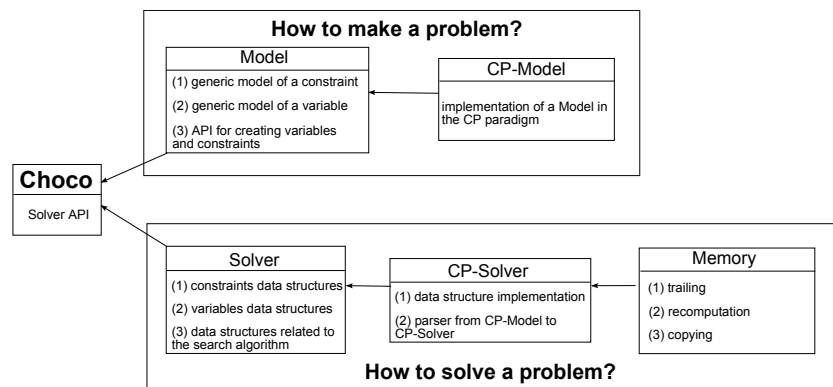 How to make a problem?
Model
(1) generic model of a constraint
(2) generic model of a variable
(3) API for creating variables
and constraints
CP-Model
implementation of a Model in
the CP paradigm
Choco
Solver API
Solver
(1) constraints data structures
(2) variables data structures
(3) data structures related to
the search algorithm
CP-Solver
(1) data structure implementation
(2) parser from CP-Model to
CP-Solver
Memory
(1) trailing
(2) recomputation
(3) copying
How to solve a problem?